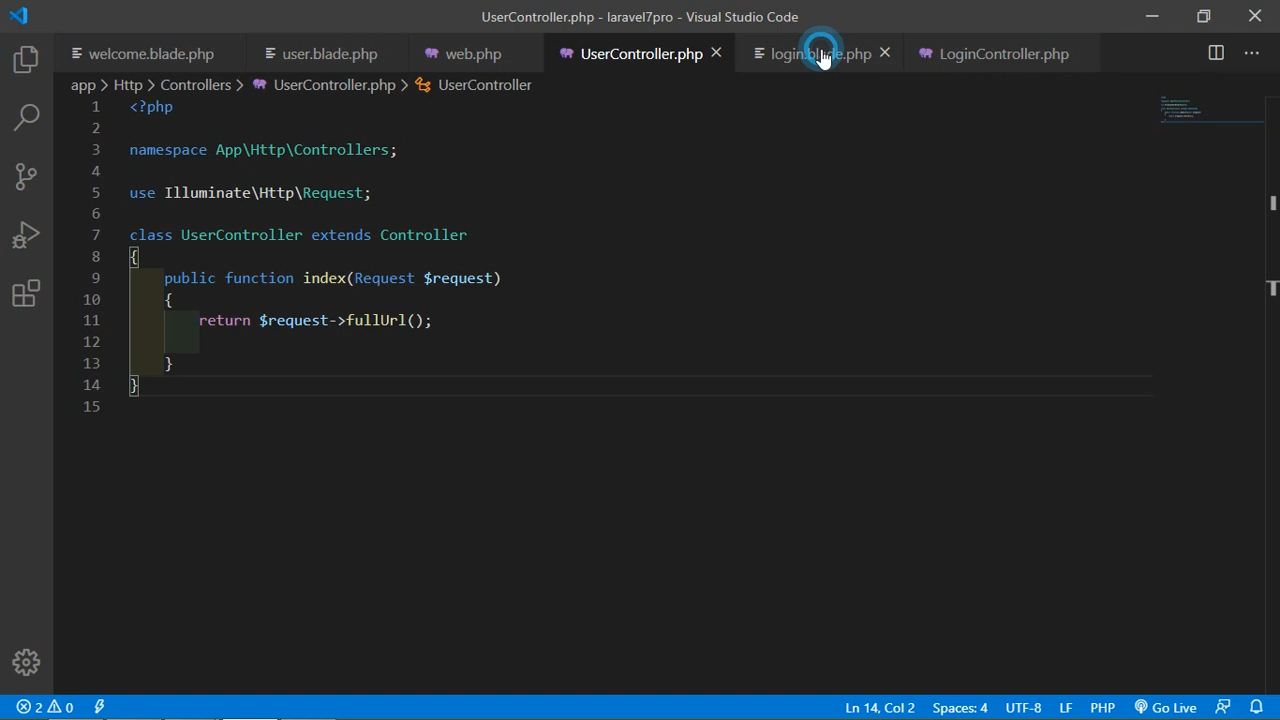 UserController.php - laravel7pro - Visual Studio Code
welcome.blade.php user.blade.php web.php UserController.php login.blade.php LoginController.php
app > Http > Controllers > UserController.php > UserController
1 <?php
2
3 namespace App\Http\Controllers;
4
5 use Illuminate\Http\Request;
6
7 class UserController extends Controller
8 {
9 public function index(Request $request)
10 {
11 return $request->fullUrl();
12
13 }
14 }
15
2 0 Ln 14, Col 2 Spaces: 4 UTF-8 LF PHP Go Live